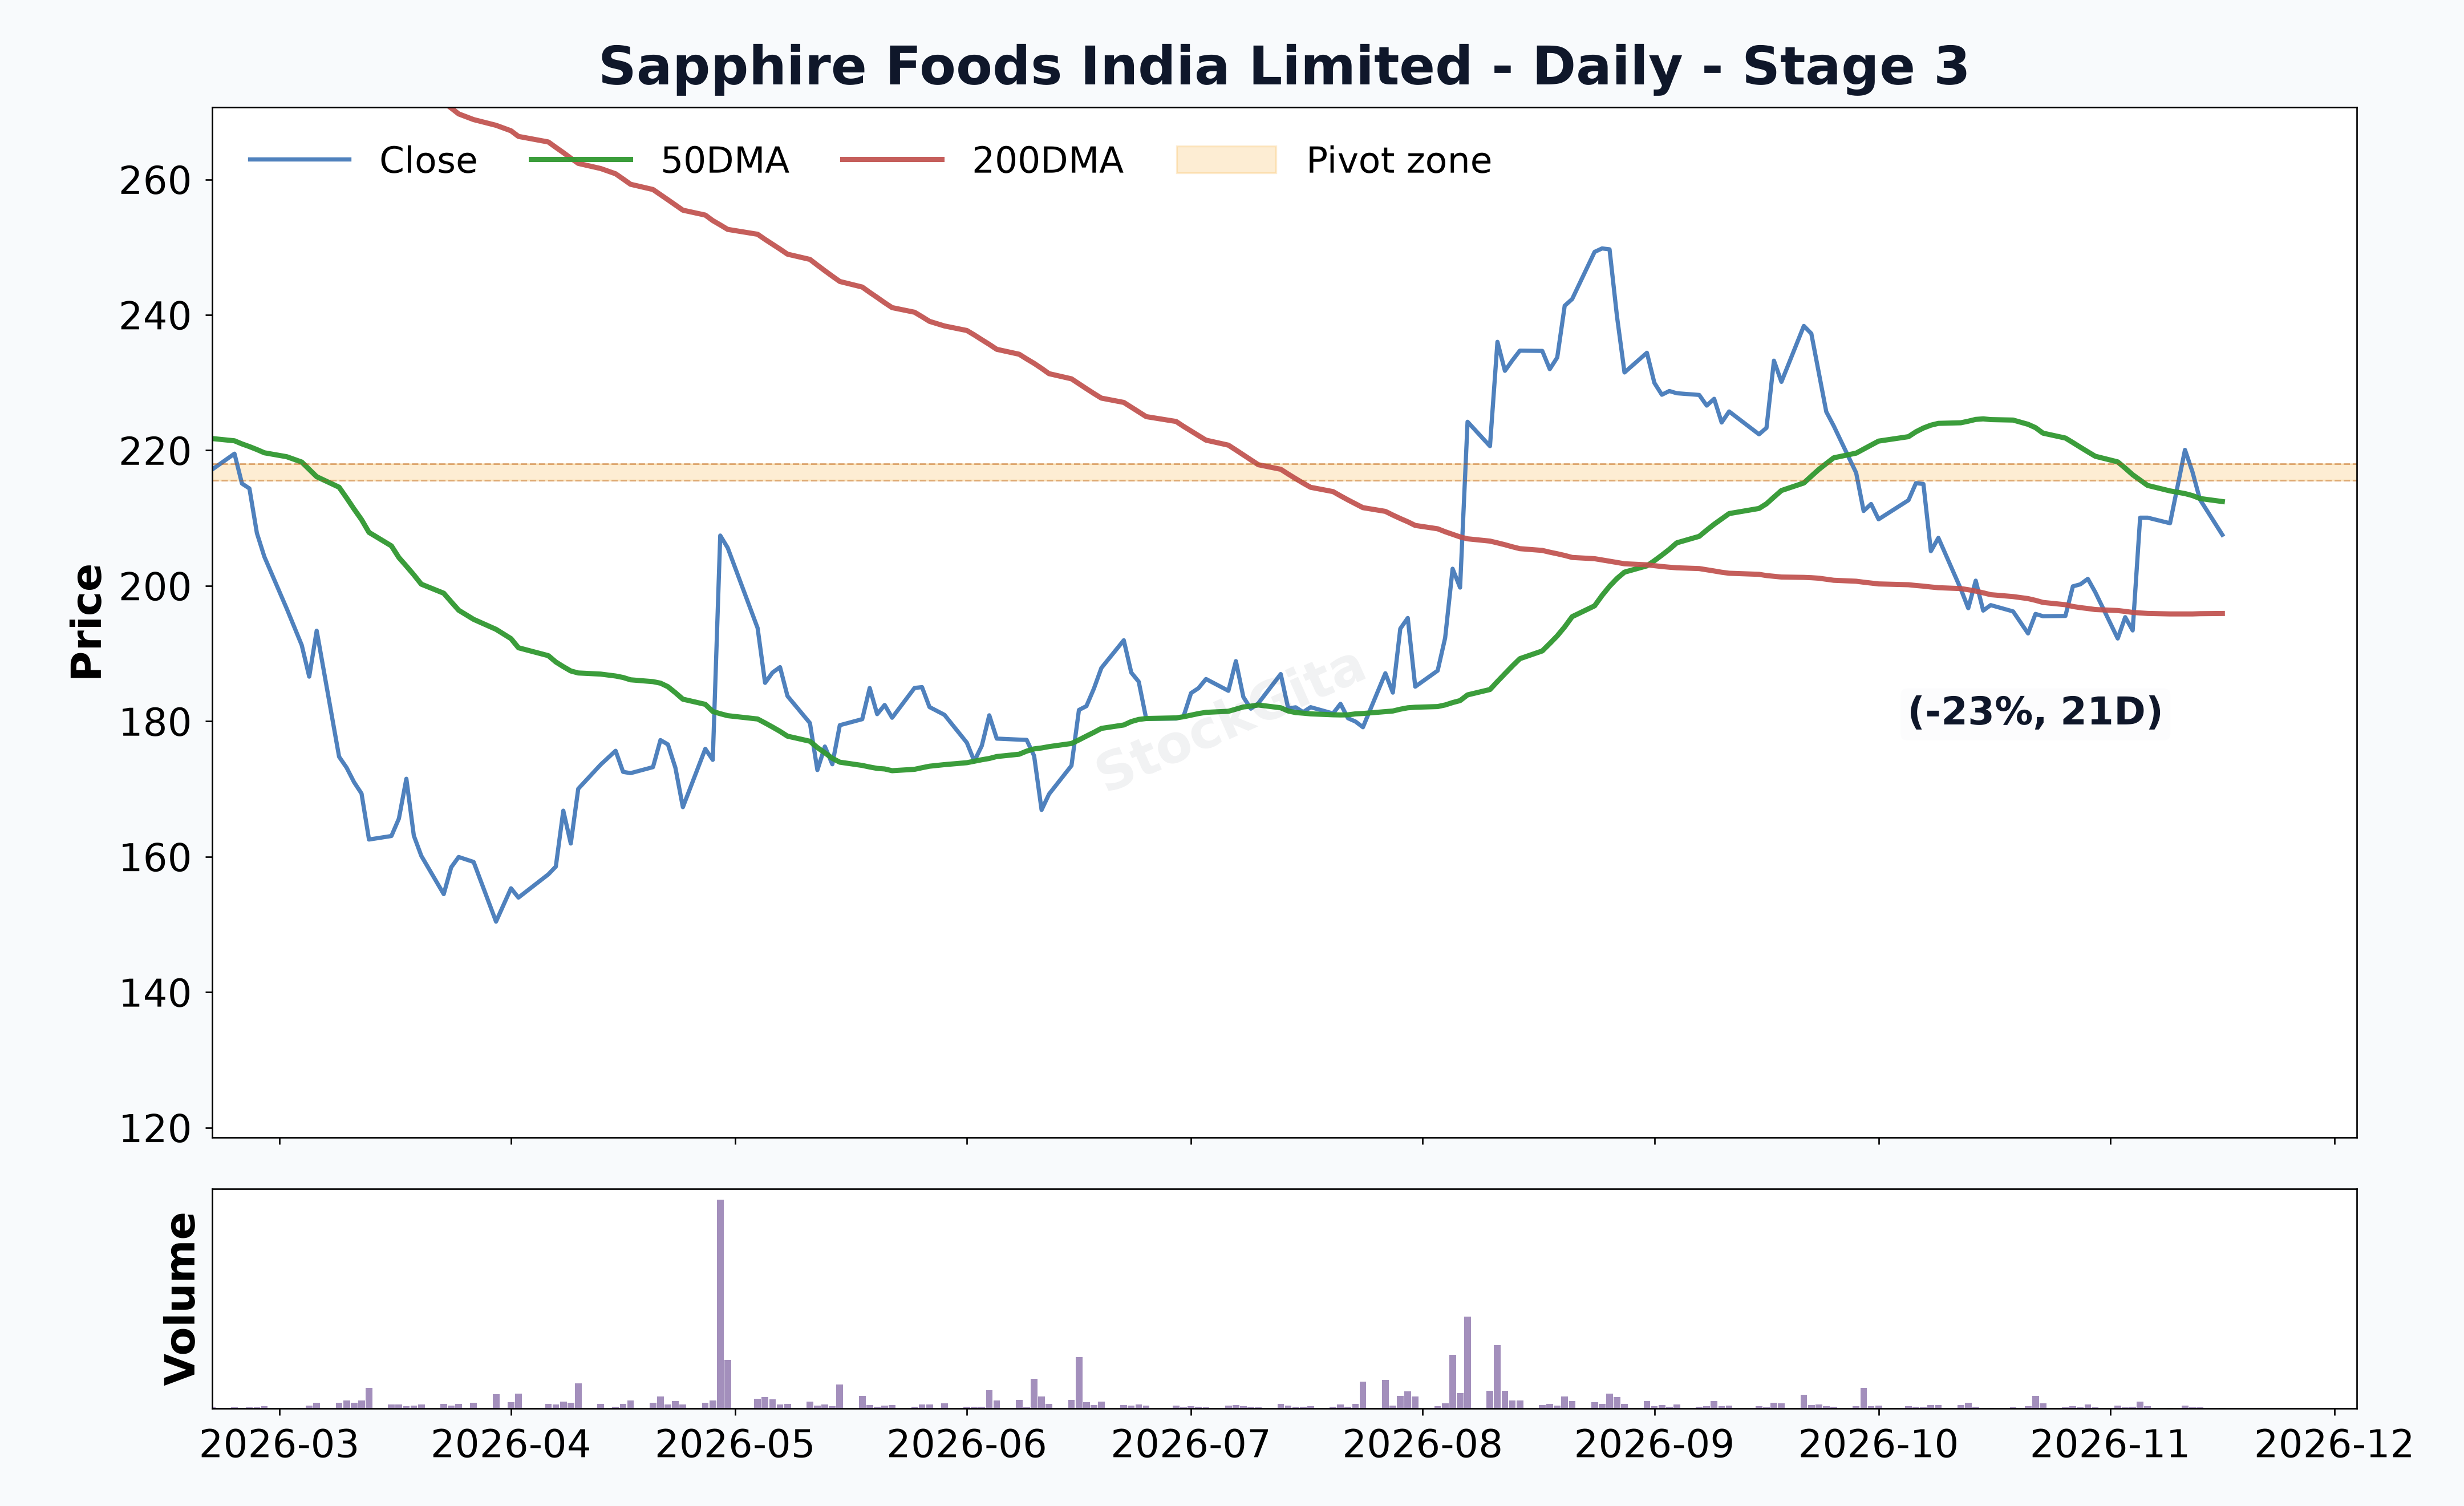 Sapphire Foods India Limited - Daily - Stage 3
Close 50DMA 200DMA Pivot zone
260
240
220
200
180
160
140
120
Price
StockGita
(-23%, 21D)
Volume
2026-03 2026-04 2026-05 2026-06 2026-07 2026-08 2026-09 2026-10 2026-11 2026-12